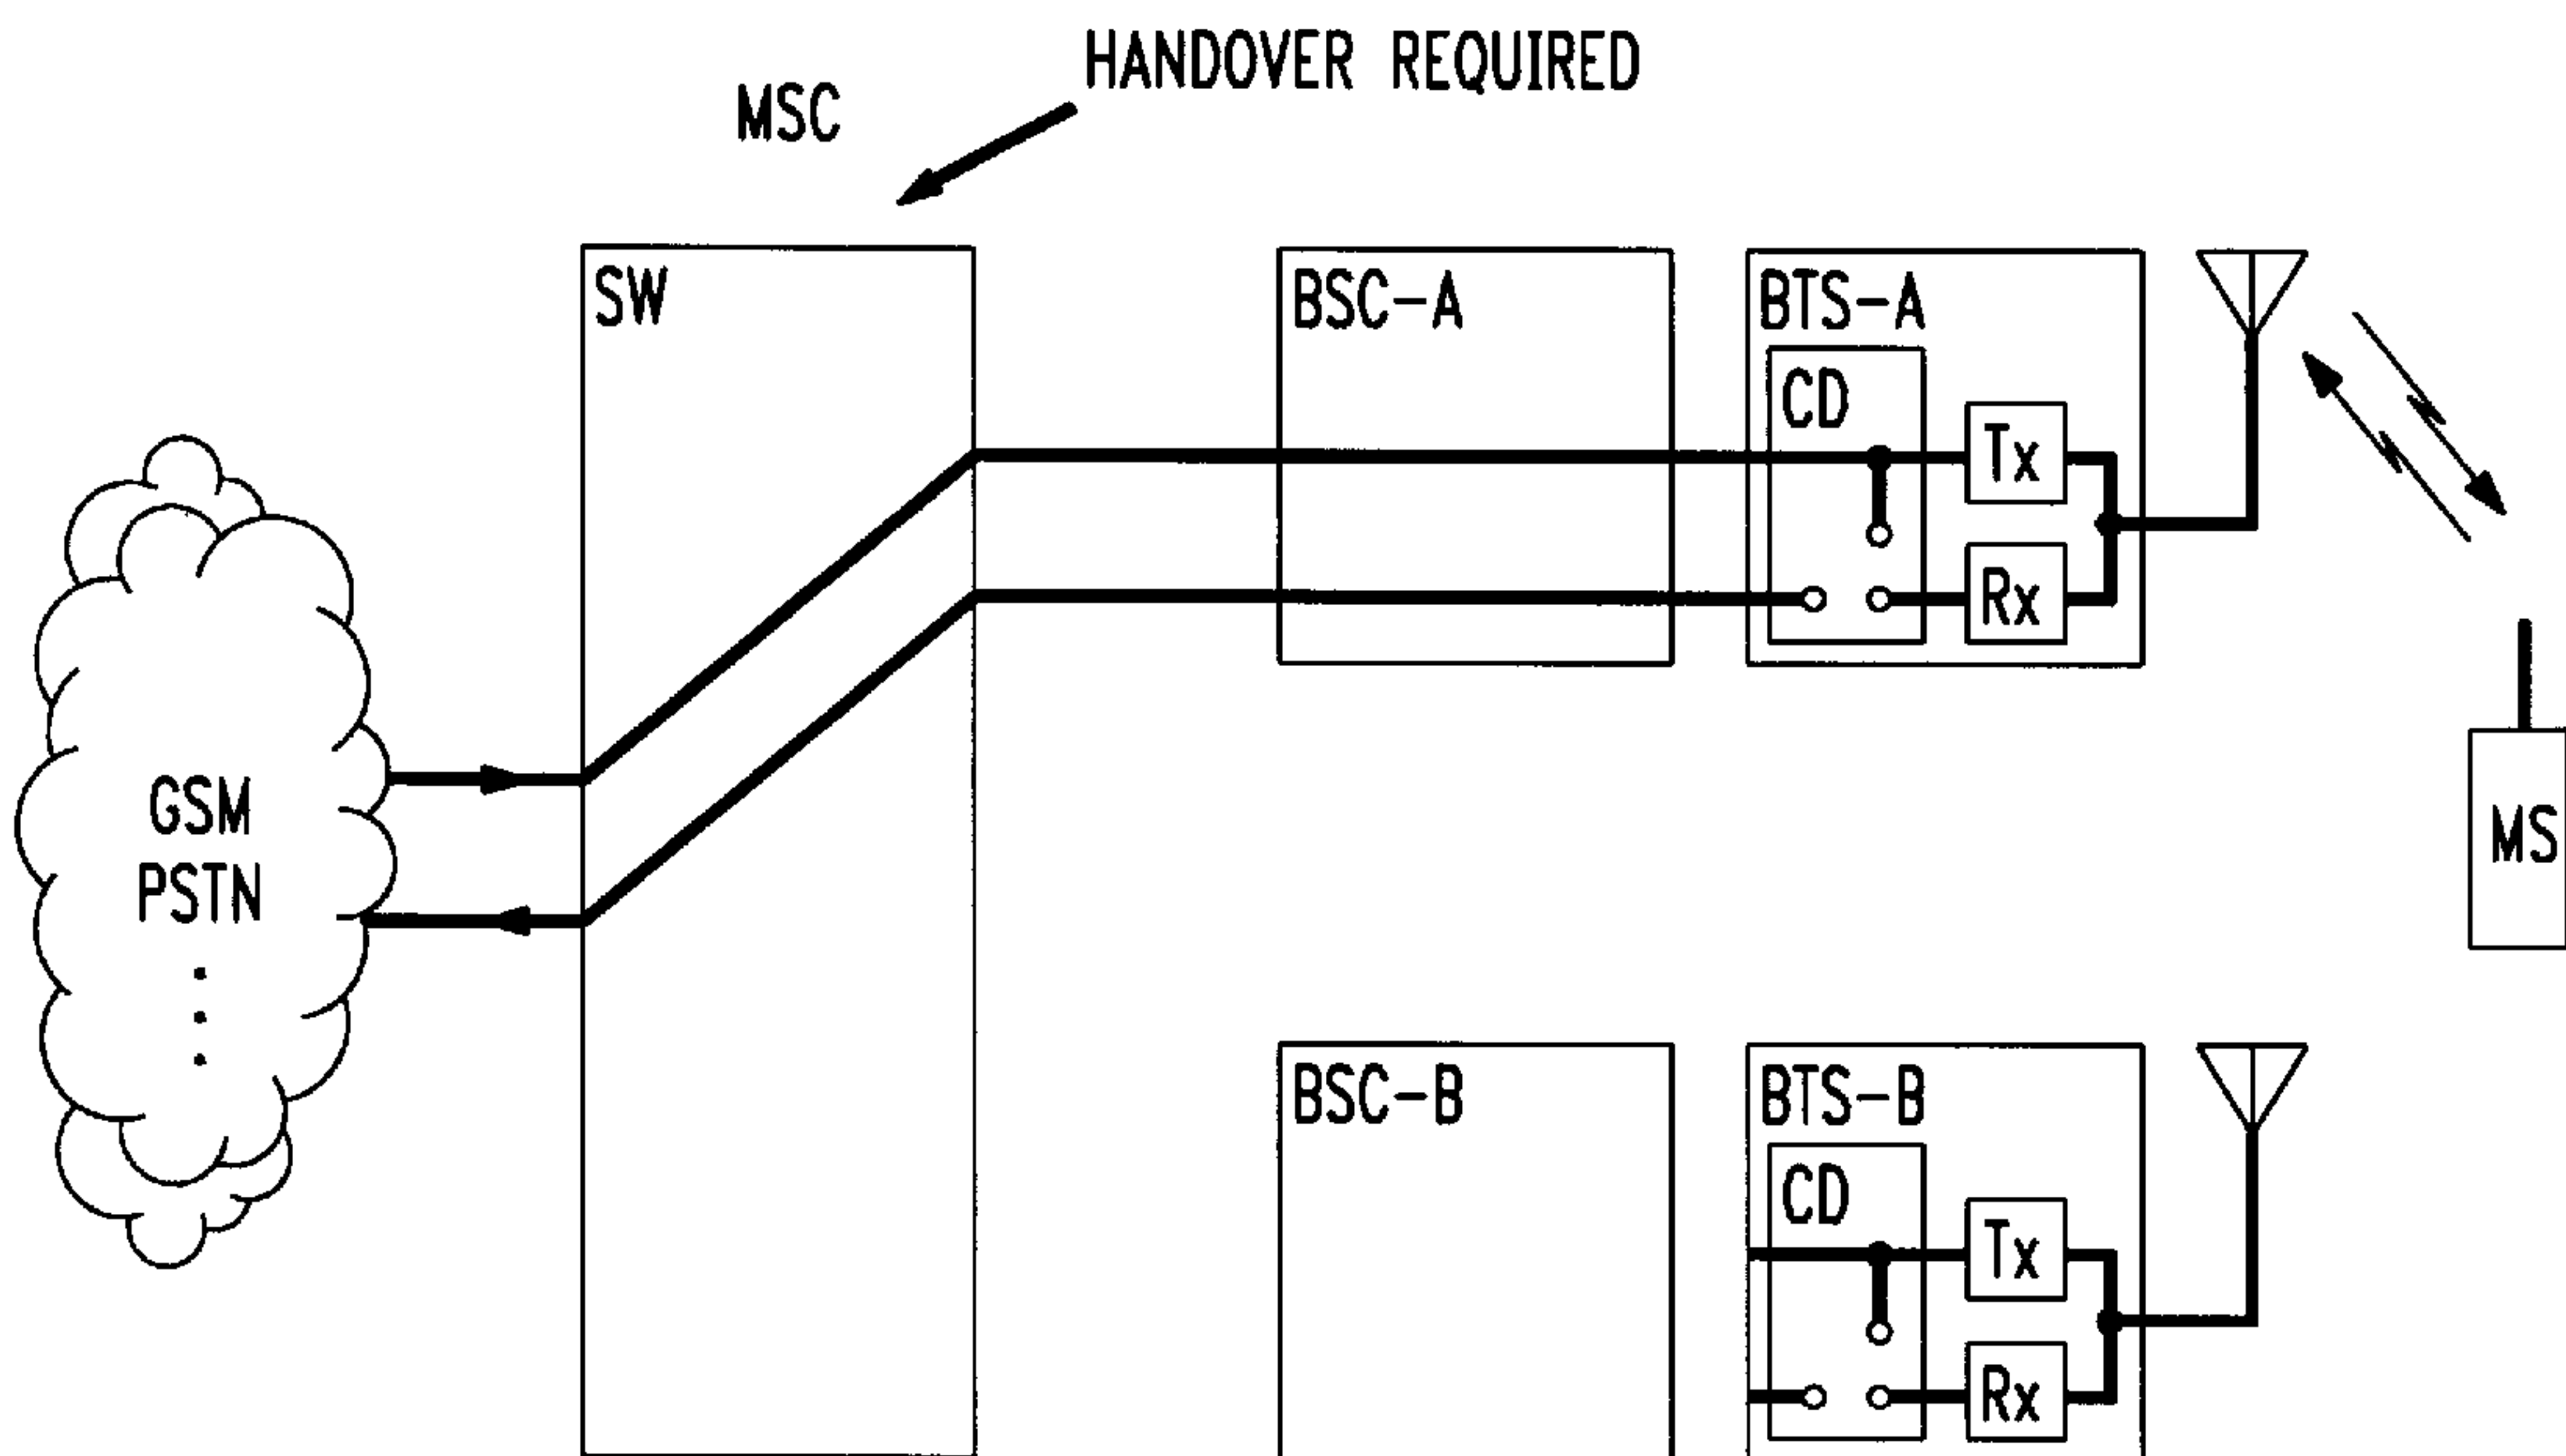 HANDOVER REQUIRED
MSC
SW
BSC-A
BTS-A
CD
Tx
Rx
GSM
PSTN
MS
BSC-B
BTS-B
CD
Tx
Rx